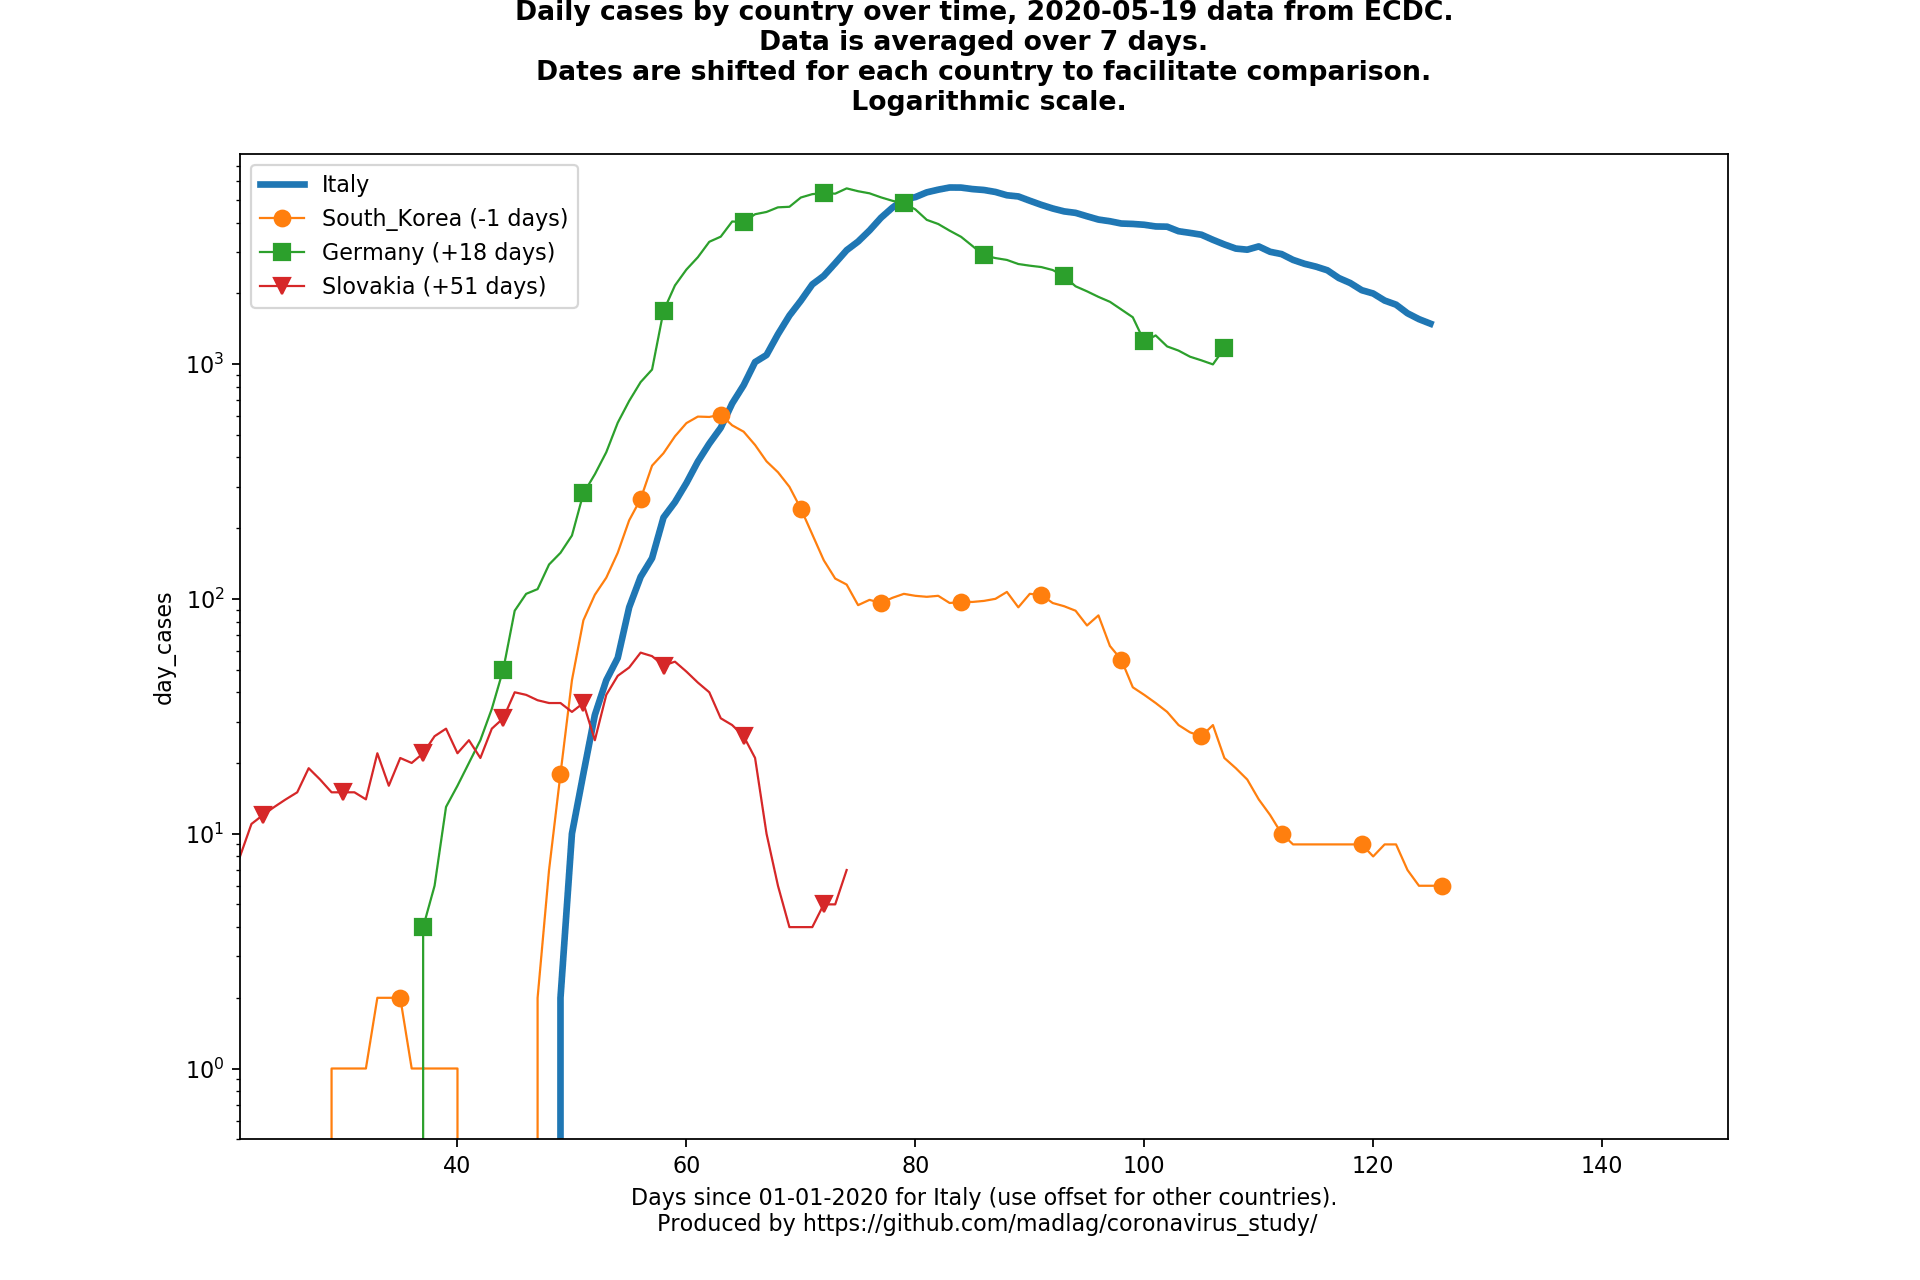 Daily cases by country over time, 2020-05-19 data from ECDC.
Data is averaged over 7 days.
Dates are shifted for each country to facilitate comparison.
Logarithmic scale.
Italy
South_Korea (-1 days)
Germany (+18 days)
Slovakia (+51 days)
10³
10²
10¹
10⁰
day_cases
40 60 80 100 120 140
Days since 01-01-2020 for Italy (use offset for other countries).
Produced by https://github.com/madlag/coronavirus_study/